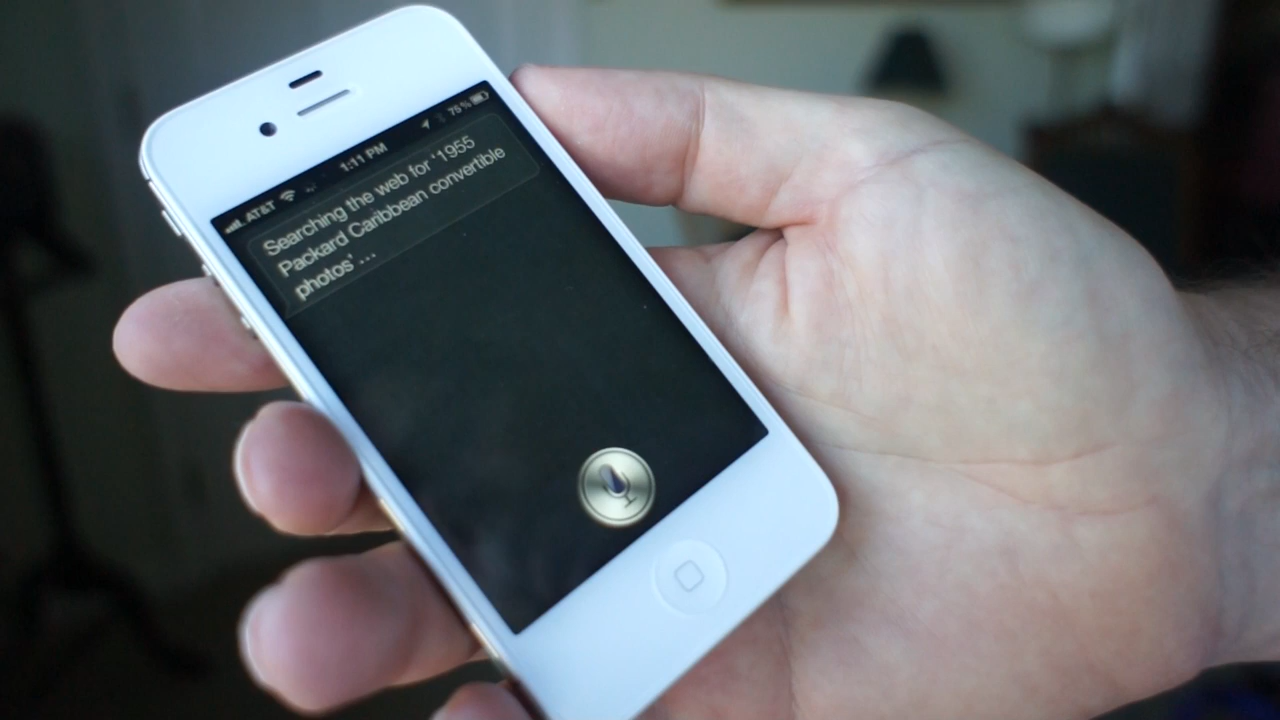 AT&T 1:11 PM 75%
Searching the web for '1955
Packard Caribbean convertible
photos' ...